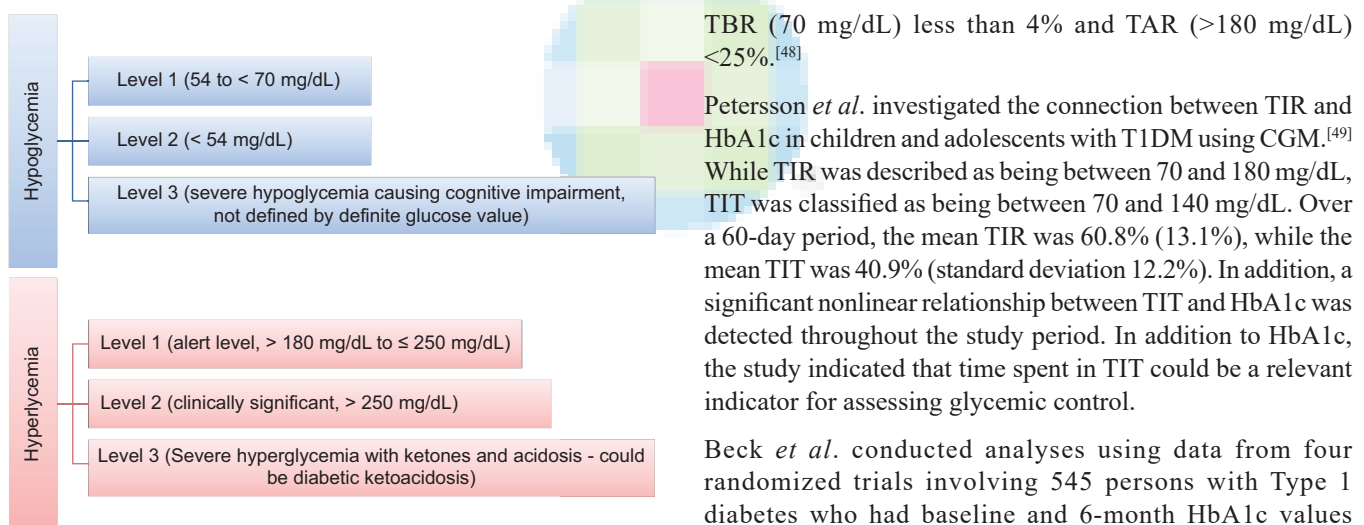 Hypoglycemia
Level 1 (54 to < 70 mg/dL)
Level 2 (< 54 mg/dL)
Level 3 (severe hypoglycemia causing cognitive impairment,
not defined by definite glucose value)
Hyperlycemia
Level 1 (alert level, > 180 mg/dL to ≤ 250 mg/dL)
Level 2 (clinically significant, > 250 mg/dL)
Level 3 (Severe hyperglycemia with ketones and acidosis - could
be diabetic ketoacidosis)
TBR (70 mg/dL) less than 4% and TAR (>180 mg/dL)
<25%.[48]
Petersson et al. investigated the connection between TIR and
HbA1c in children and adolescents with T1DM using CGM.[49]
While TIR was described as being between 70 and 180 mg/dL,
TIT was classified as being between 70 and 140 mg/dL. Over
a 60-day period, the mean TIR was 60.8% (13.1%), while the
mean TIT was 40.9% (standard deviation 12.2%). In addition, a
significant nonlinear relationship between TIT and HbA1c was
detected throughout the study period. In addition to HbA1c,
the study indicated that time spent in TIT could be a relevant
indicator for assessing glycemic control.
Beck et al. conducted analyses using data from four
randomized trials involving 545 persons with Type 1
diabetes who had baseline and 6-month HbA1c values